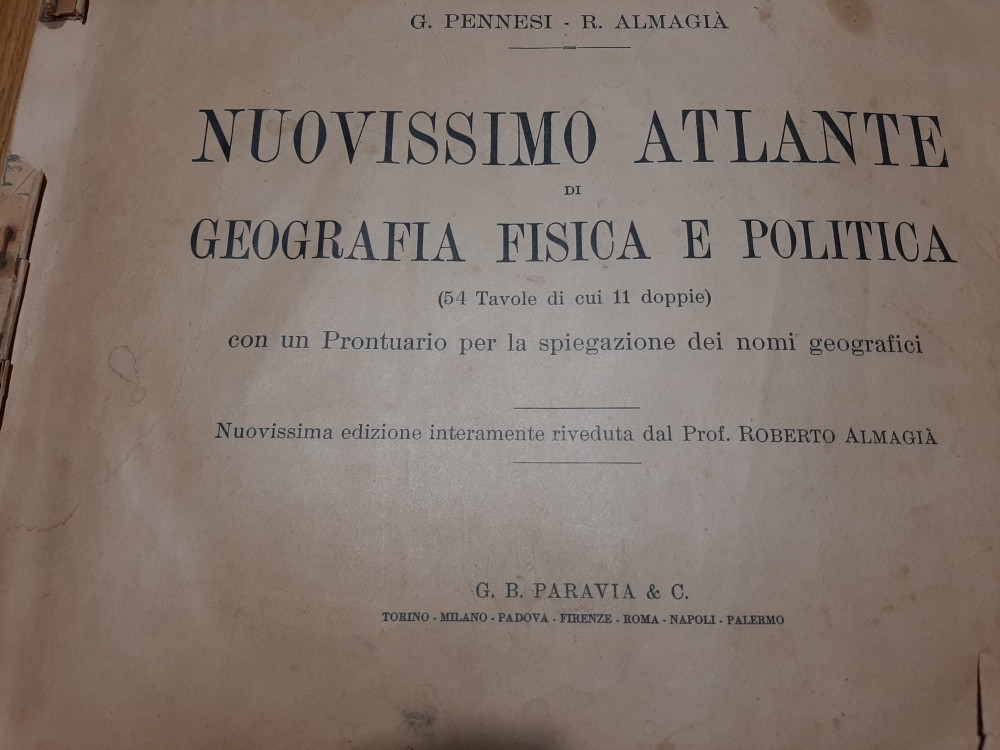 G. PENNESI - R. ALMAGIÀ
NUOVISSIMO ATLANTE
DI
GEOGRAFIA FISICA E POLITICA
(54 Tavole di cui 11 doppie)
con un Prontuario per la spiegazione dei nomi geografici
Nuovissima edizione interamente riveduta dal Prof. ROBERTO ALMAGIÀ
G. B. PARAVIA & C.
TORINO - MILANO - PADOVA - FIRENZE - ROMA - NAPOLI - PALERMO